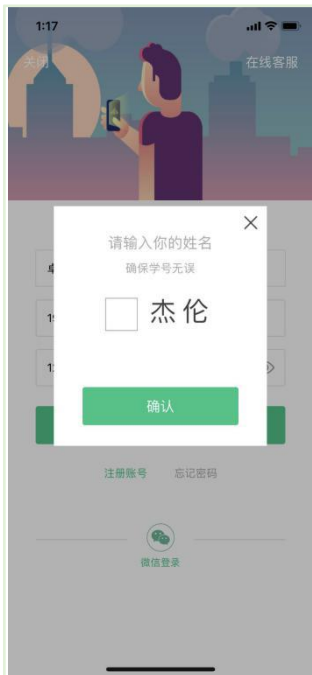 1:17
关闭
在线客服
请输入你的姓名
确保学号无误
杰伦
确认
注册账号 忘记密码
微信登录